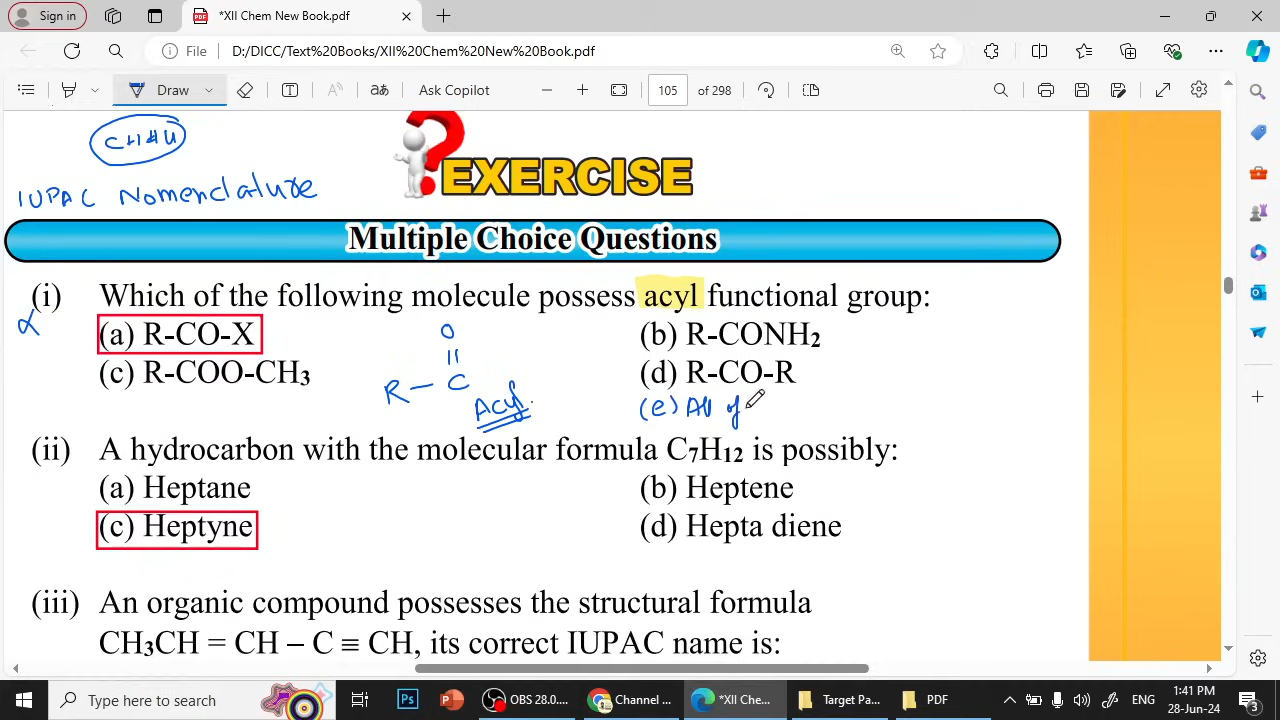 Sign in
*XII Chem New Book.pdf
File
D:/DICC/Text%20Books/XII%20Chem%20New%20Book.pdf
Draw
Ask Copilot
105 of 298
IUPAC Nomenclature
EXERCISE
Multiple Choice Questions
(i) Which of the following molecule possess acyl functional group:
(a) R-CO-X (b) R-CONH₂
(c) R-COO-CH₃ (d) R-CO-R
O
R – C
Acyl
(e) All of
(ii) A hydrocarbon with the molecular formula C₇H₁₂ is possibly:
(a) Heptane (b) Heptene
(c) Heptyne (d) Hepta diene
(iii) An organic compound possesses the structural formula
CH₃CH = CH – C ≡ CH, its correct IUPAC name is:
Type here to search
Ps
OBS 28.0....
Channel ...
*XII Che...
Target Pa...
PDF
ENG
1:41 PM
28-Jun-24
3